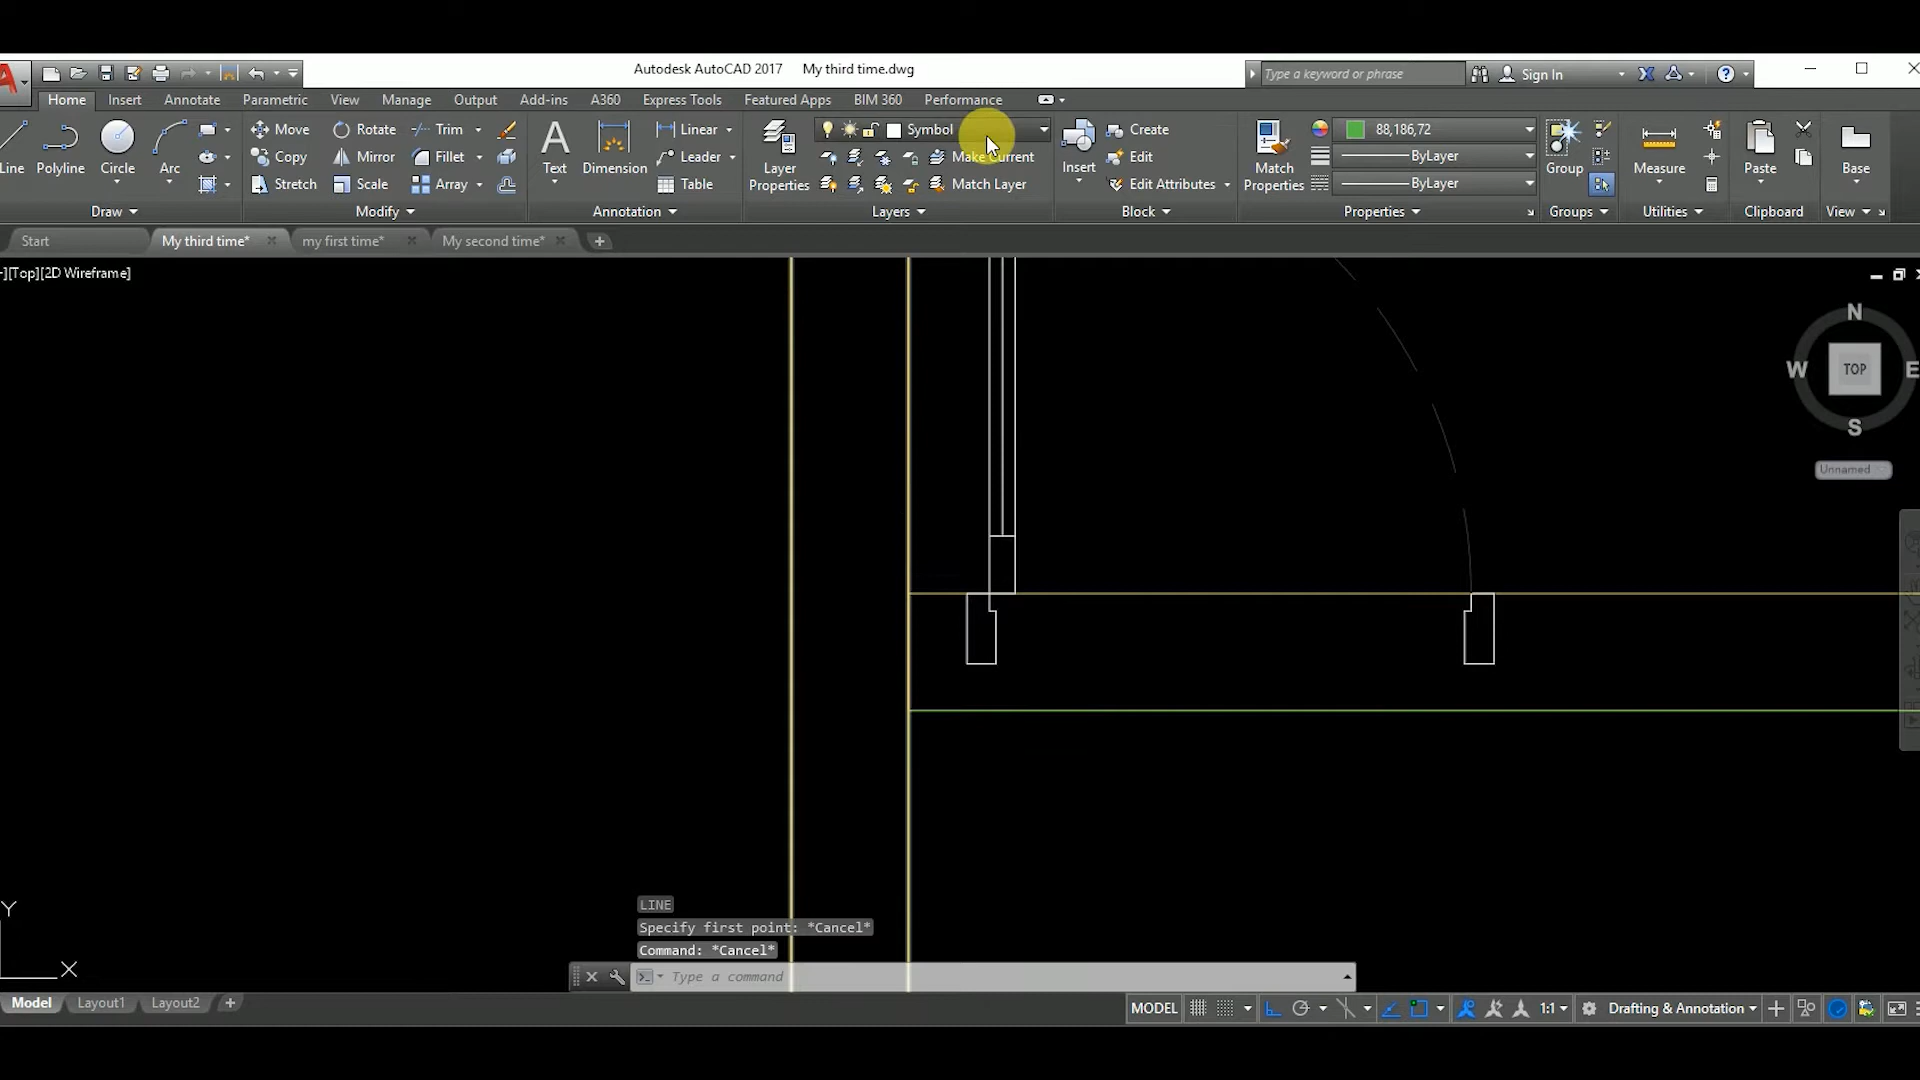 Autodesk AutoCAD 2017 My third time.dwg
Type a keyword or phrase
Sign In
Home Insert Annotate Parametric View Manage Output Add-ins A360 Express Tools Featured Apps BIM 360 Performance
Line
Polyline
Circle
Arc
Draw
Move Rotate Trim
Copy Mirror Fillet
Stretch Scale Array
Modify
Text
Dimension
Linear
Leader
Table
Annotation
Layer
Properties
Symbol
Make Current
Match Layer
Layers
Insert
Create
Edit
Edit Attributes
Block
Match
Properties
88,186,72
ByLayer
ByLayer
Properties
Group
Groups
Measure
Utilities
Paste
Clipboard
Base
View
Start My third time* my first time* My second time*
][Top][2D Wireframe]
N
W TOP E
S
Unnamed
Y
X
LINE
Specify first point: *Cancel*
Command: *Cancel*
Type a command
Model Layout1 Layout2
MODEL 1:1 Drafting & Annotation